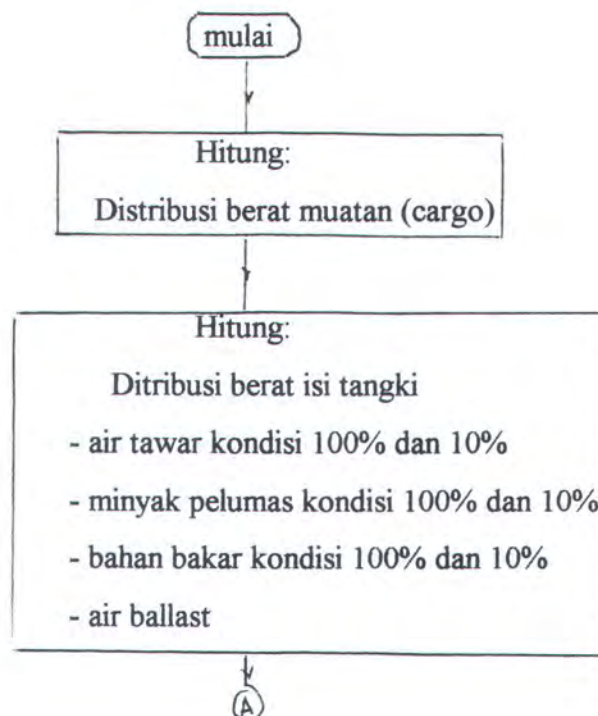 mulai
Hitung:
Distribusi berat muatan (cargo)
Hitung:
Ditribusi berat isi tangki
- air tawar kondisi 100% dan 10%
- minyak pelumas kondisi 100% dan 10%
- bahan bakar kondisi 100% dan 10%
- air ballast
A